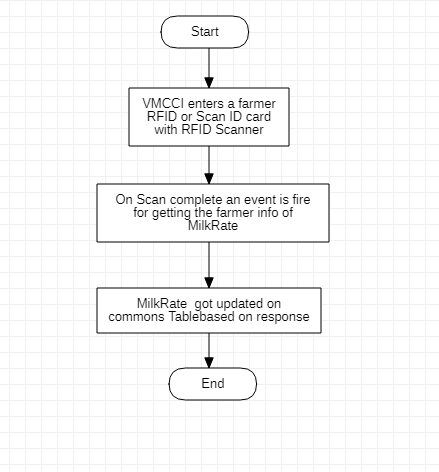 Start
VMCCI enters a farmer
RFID or Scan ID card
with RFID Scanner
On Scan complete an event is fire
for getting the farmer info of
MilkRate
MilkRate  got updated on
commons Tablebased on response
End